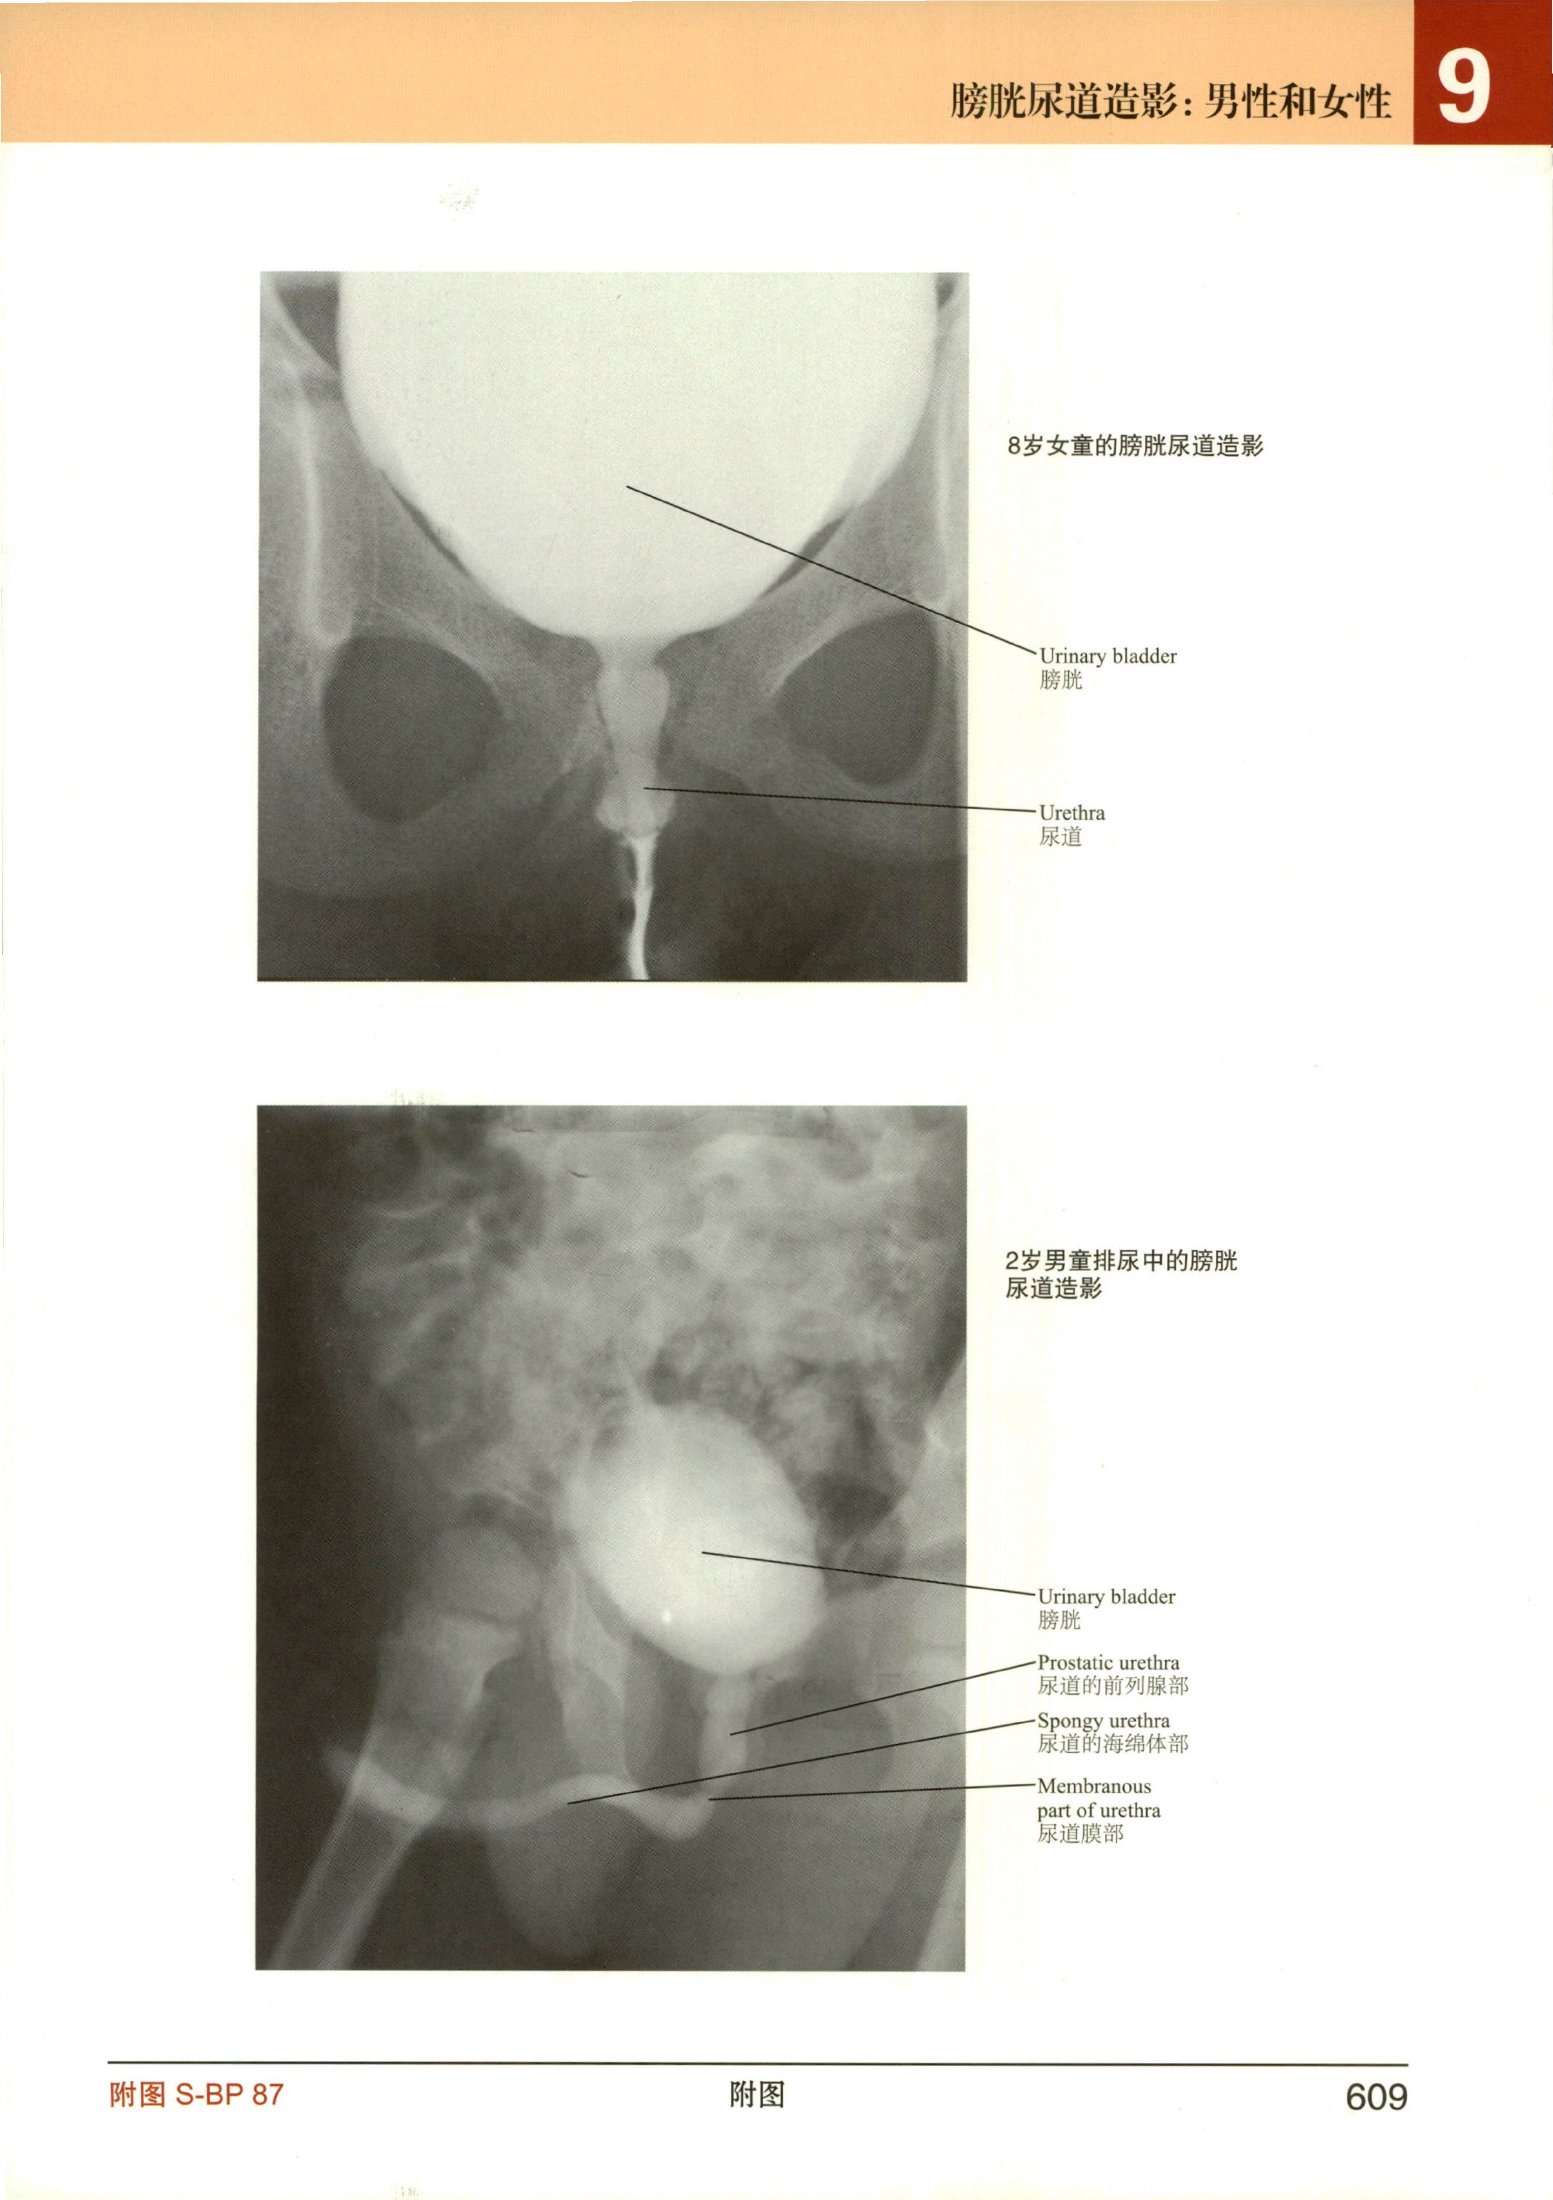 膀胱尿道造影：男性和女性
9
8岁女童的膀胱尿道造影
Urinary bladder
膀胱
Urethra
尿道
2岁男童排尿中的膀胱
尿道造影
Urinary bladder
膀胱
Prostatic urethra
尿道的前列腺部
Spongy urethra
尿道的海绵体部
Membranous
part of urethra
尿道膜部
附图 S-BP 87
附图
609